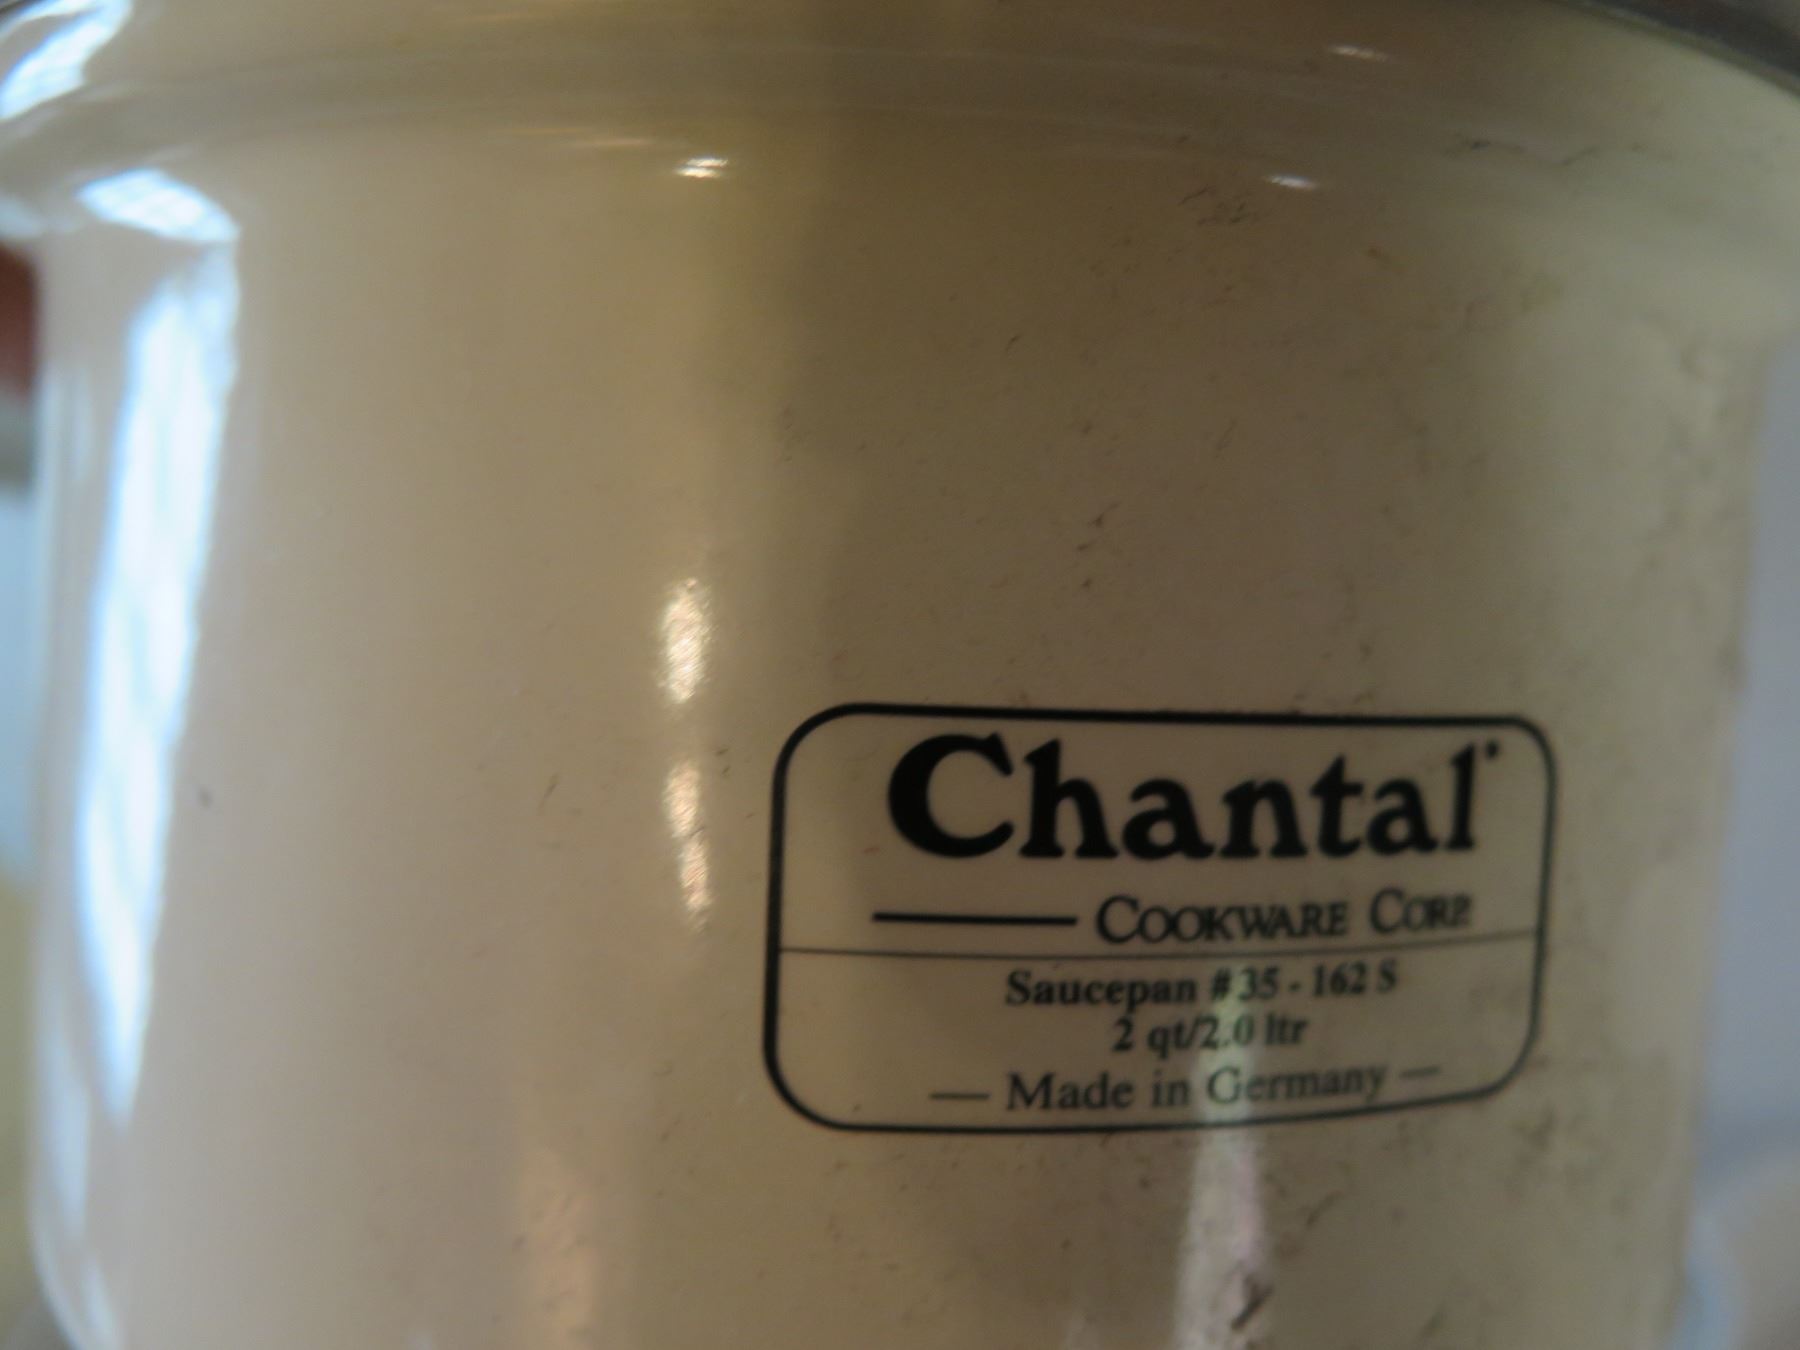 Chantal
COOKWARE CORP.
Saucepan #35 - 162 S
2 qt/2.0 ltr
— Made in Germany —